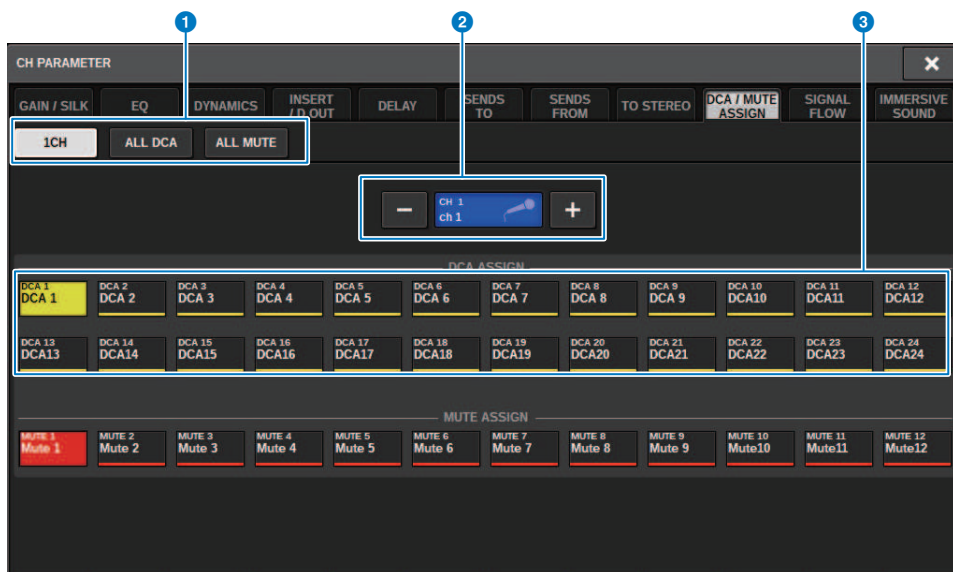 1 2 3
CH PARAMETER
GAIN / SILK EQ DYNAMICS INSERT / D.OUT DELAY SENDS TO SENDS FROM TO STEREO DCA / MUTE ASSIGN SIGNAL FLOW IMMERSIVE SOUND
1CH ALL DCA ALL MUTE
CH 1
ch 1
DCA ASSIGN
DCA 1 DCA 2 DCA 3 DCA 4 DCA 5 DCA 6 DCA 7 DCA 8 DCA 9 DCA 10 DCA 11 DCA 12
DCA 1 DCA 2 DCA 3 DCA 4 DCA 5 DCA 6 DCA 7 DCA 8 DCA 9 DCA10 DCA11 DCA12
DCA 13 DCA 14 DCA 15 DCA 16 DCA 17 DCA 18 DCA 19 DCA 20 DCA 21 DCA 22 DCA 23 DCA 24
DCA13 DCA14 DCA15 DCA16 DCA17 DCA18 DCA19 DCA20 DCA21 DCA22 DCA23 DCA24
MUTE ASSIGN
MUTE 1 MUTE 2 MUTE 3 MUTE 4 MUTE 5 MUTE 6 MUTE 7 MUTE 8 MUTE 9 MUTE 10 MUTE 11 MUTE 12
Mute 1 Mute 2 Mute 3 Mute 4 Mute 5 Mute 6 Mute 7 Mute 8 Mute 9 Mute10 Mute11 Mute12